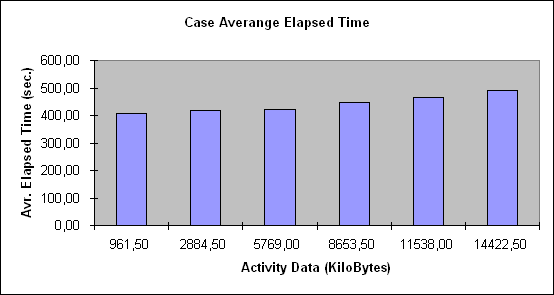 Case Averange Elapsed Time
Avr. Elapsed Time (sec.)
600,00
500,00
400,00
300,00
200,00
100,00
0,00
961,50 2884,50 5769,00 8653,50 11538,00 14422,50
Activity Data (KiloBytes)